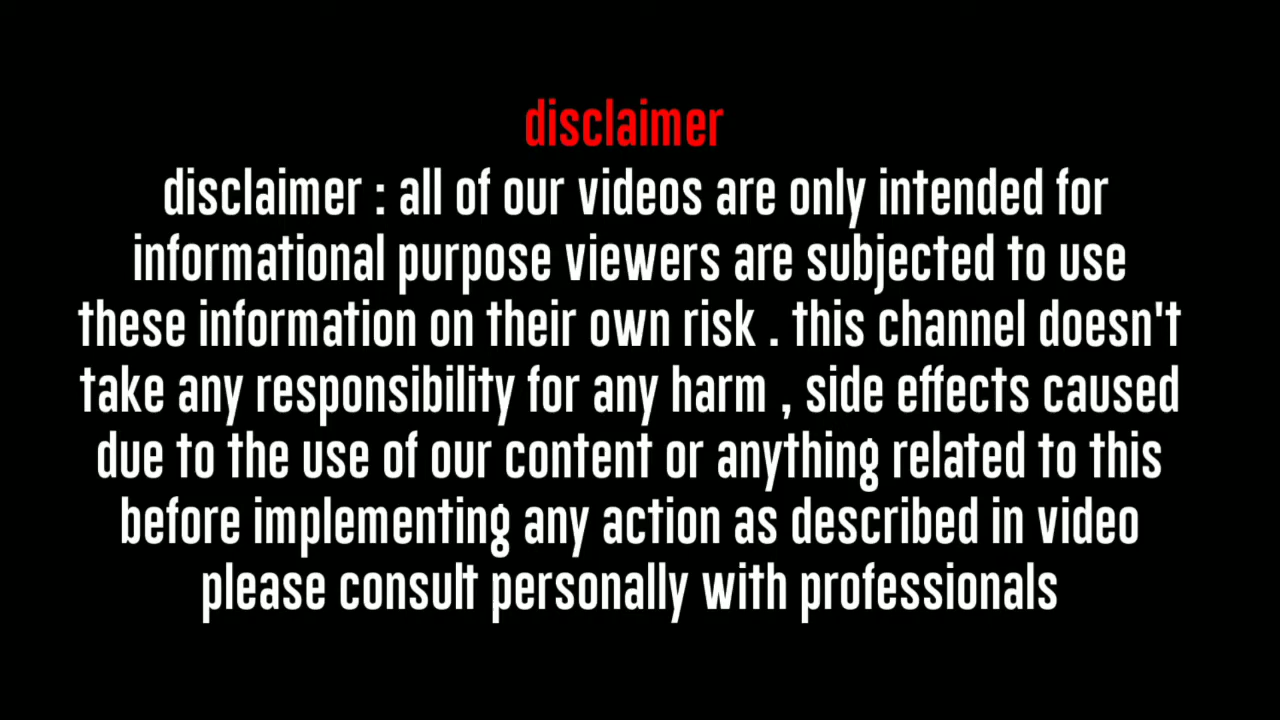 disclaimer
disclaimer : all of our videos are only intended for
informational purpose viewers are subjected to use
these information on their own risk . this channel doesn't
take any responsibility for any harm , side effects caused
due to the use of our content or anything related to this
before implementing any action as described in video
please consult personally with professionals